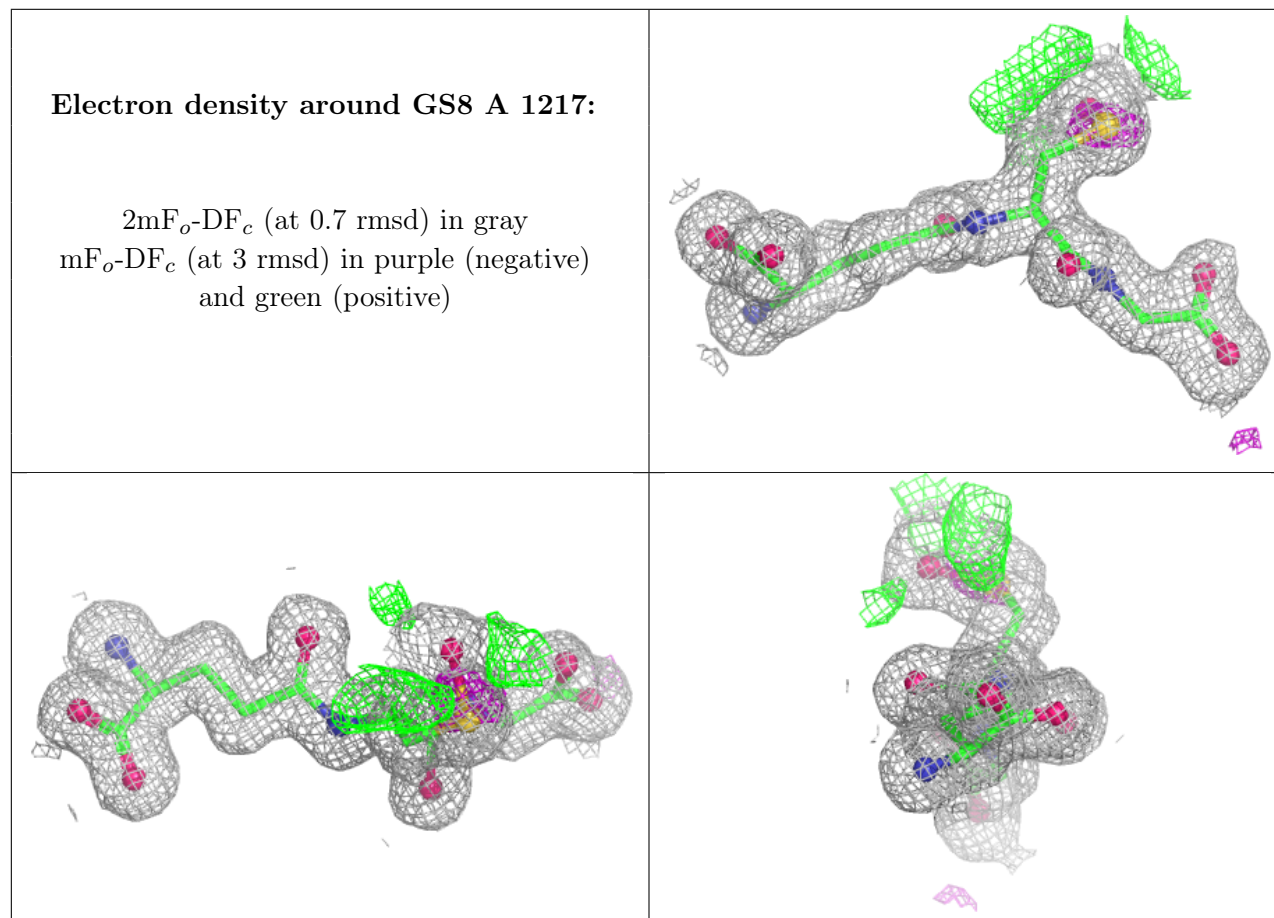 Electron density around GS8 A 1217:
2mFo-DFc (at 0.7 rmsd) in gray
mFo-DFc (at 3 rmsd) in purple (negative)
and green (positive)